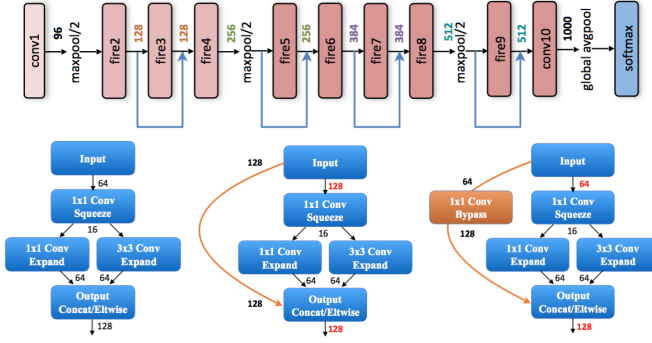 conv1
96
maxpool/2
fire2
128
fire3
128
fire4
256
maxpool/2
fire5
256
fire6
384
fire7
384
fire8
512
maxpool/2
fire9
512
conv10
1000
global avgpool
softmax
Input
64
1x1 Conv
Squeeze
16
1x1 Conv
Expand
3x3 Conv
Expand
64
64
Output
Concat/Eltwise
128
128
Input
128
1x1 Conv
Squeeze
16
1x1 Conv
Expand
3x3 Conv
Expand
64
64
128
Output
Concat/Eltwise
128
Input
64
64
1x1 Conv
Bypass
1x1 Conv
Squeeze
128
16
1x1 Conv
Expand
3x3 Conv
Expand
64
64
Output
Concat/Eltwise
128